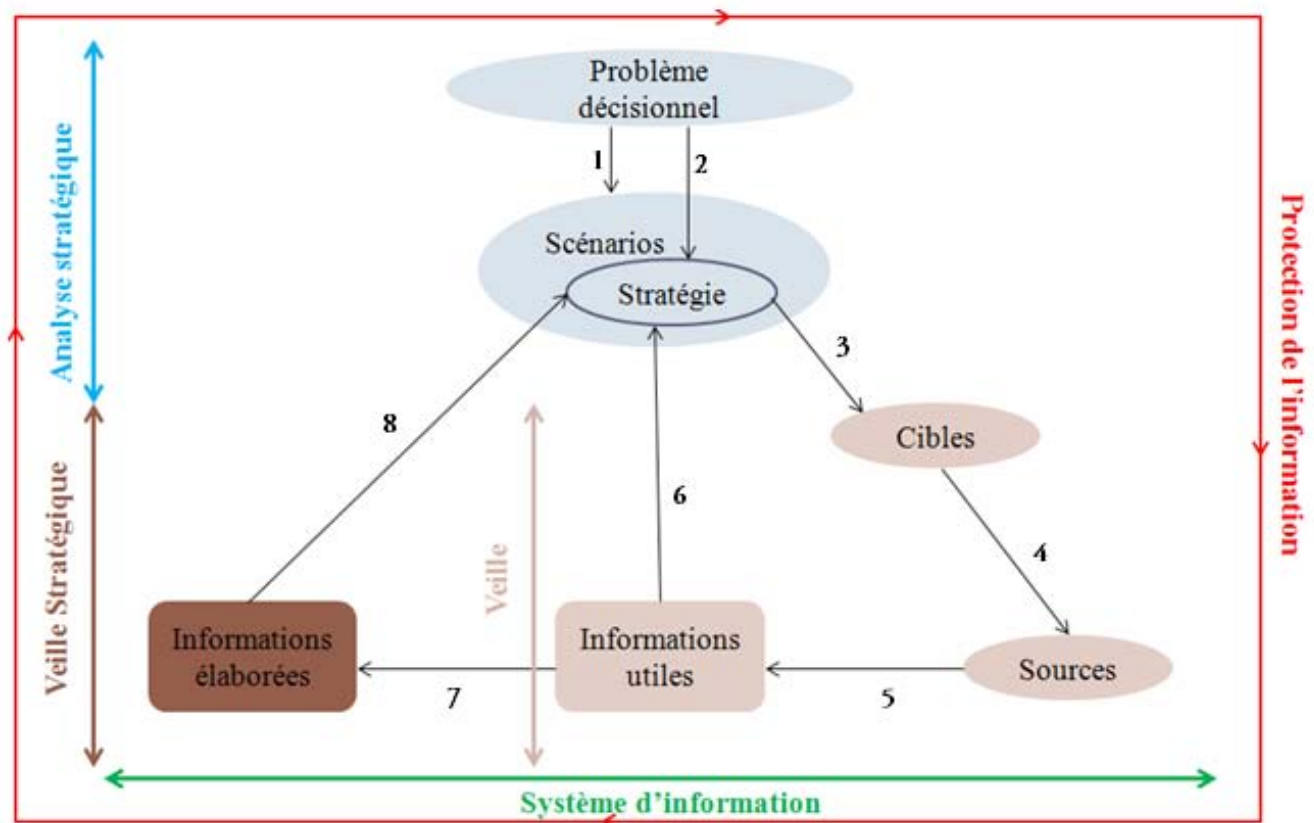 Problème
décisionnel
1
2
Scénarios
Stratégie
3
Cibles
4
Sources
5
Informations
utiles
6
7
Informations
élaborées
8
Analyse stratégique
Veille Stratégique
Veille
Système d'information
Protection de l'information